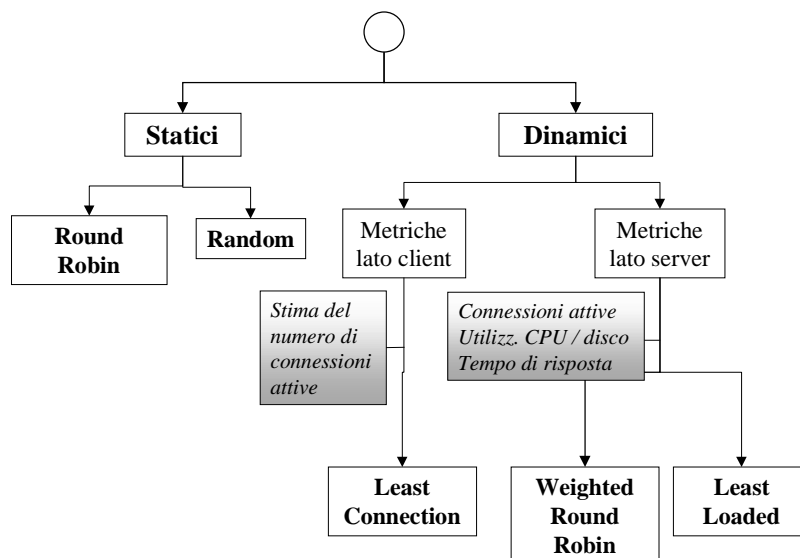 Statici
Dinamici
Round
Robin
Random
Metriche
lato client
Metriche
lato server
Stima del
numero di
connessioni
attive
Connessioni attive
Utilizz. CPU / disco
Tempo di risposta
Least
Connection
Weighted
Round
Robin
Least
Loaded